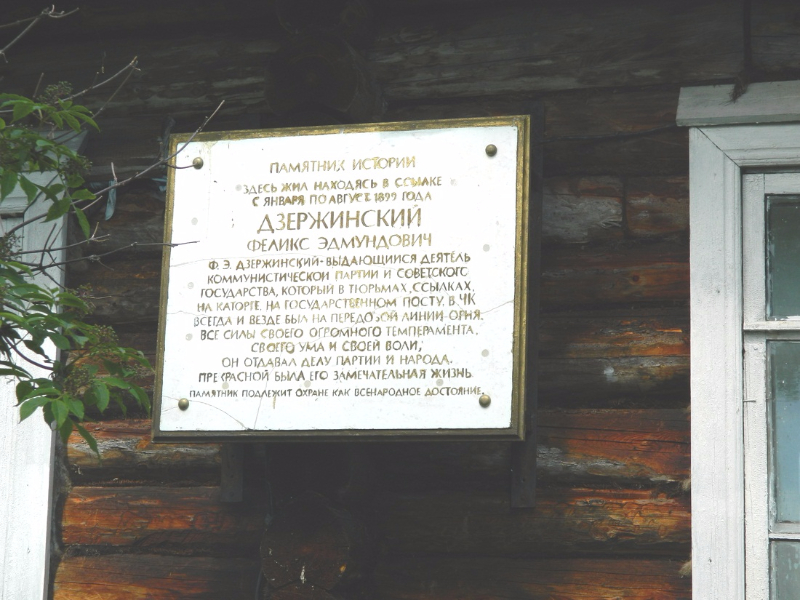 ПАМЯТНИК ИСТОРИИ
ЗДЕСЬ ЖИЛ НАХОДЯСЬ В ССЫЛКЕ
С ЯНВАРЯ ПО АВГУСТ 1899 ГОДА
ДЗЕРЖИНСКИЙ
ФЕЛИКС ЭДМУНДОВИЧ
Ф. Э. ДЗЕРЖИНСКИЙ-ВЫДАЮЩИИСЯ ДЕЯТЕЛЬ
КОММУНИСТИЧЕСКОИ ПАРТИИ И СОВЕТСКОГО
ГОСУДАРСТВА, КОТОРЫЙ В ТЮРЬМАХ, ССЫЛКАХ,
НА КАТОРГЕ, НА ГОСУДАРСТВЕННОМ ПОСТУ, В ЧК
ВСЕГДА И ВЕЗДЕ БЫЛ НА ПЕРЕДОВОЙ ЛИНИИ ОГНЯ.
ВСЕ СИЛЫ СВОЕГО ОГРОМНОГО ТЕМПЕРАМЕНТА,
СВОЕГО УМА И СВОЕЙ ВОЛИ,
ОН ОТДАВАЛ ДЕЛУ ПАРТИИ И НАРОДА.
ПРЕКРАСНОЙ БЫЛА ЕГО ЗАМЕЧАТЕЛЬНАЯ ЖИЗНЬ.
ПАМЯТНИК ПОДЛЕЖИТ ОХРАНЕ КАК ВСЕНАРОДНОЕ ДОСТОЯНИЕ.